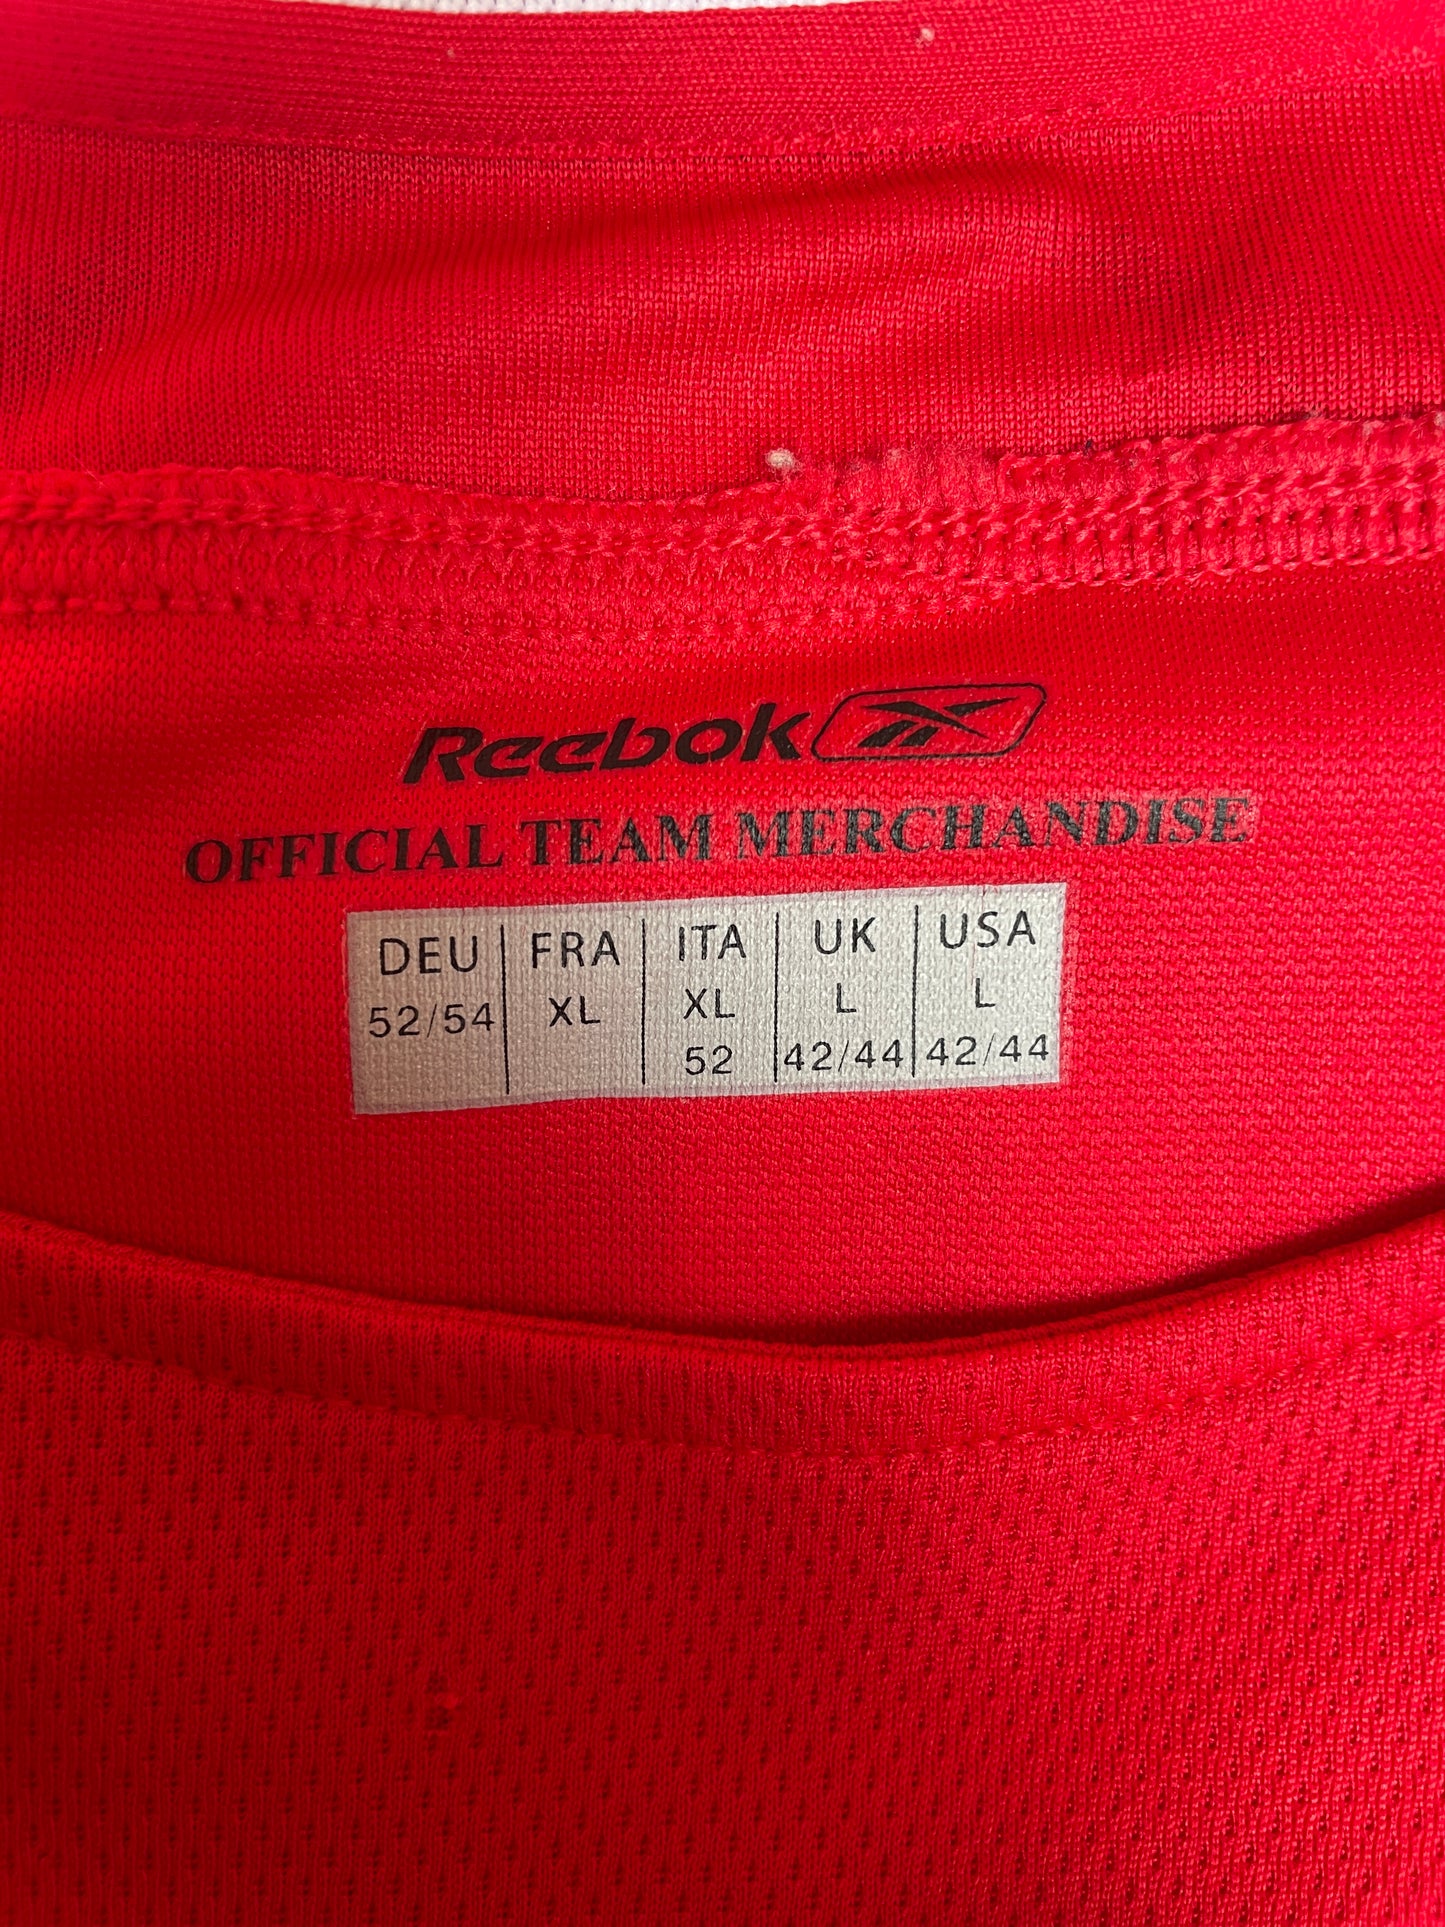 Reebok
OFFICIAL TEAM MERCHANDISE
DEU FRA ITA UK USA
52/54 XL XL L L
52 42/44 42/44